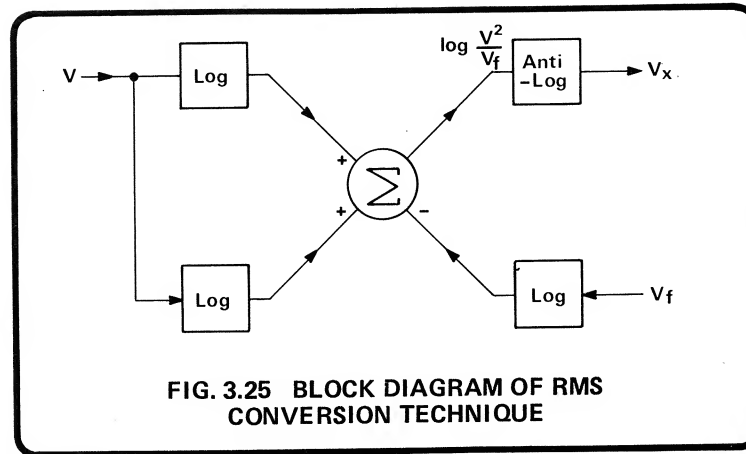 log V²/Vf
V
Log
Anti
-Log
Vx
+
Σ
+
-
Log
Log
Vf
FIG. 3.25 BLOCK DIAGRAM OF RMS
CONVERSION TECHNIQUE